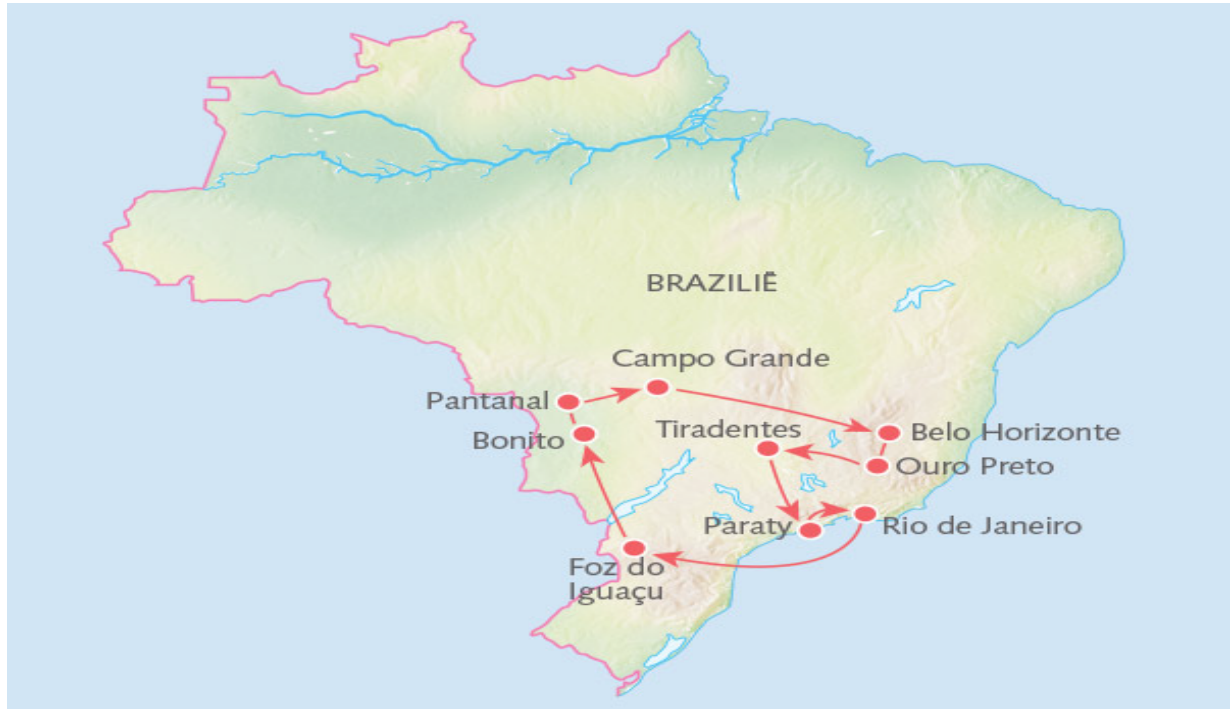 BRAZILIË
Campo Grande
Pantanal
Bonito
Tiradentes
Belo Horizonte
Ouro Preto
Paraty
Rio de Janeiro
Foz do
Iguaçu